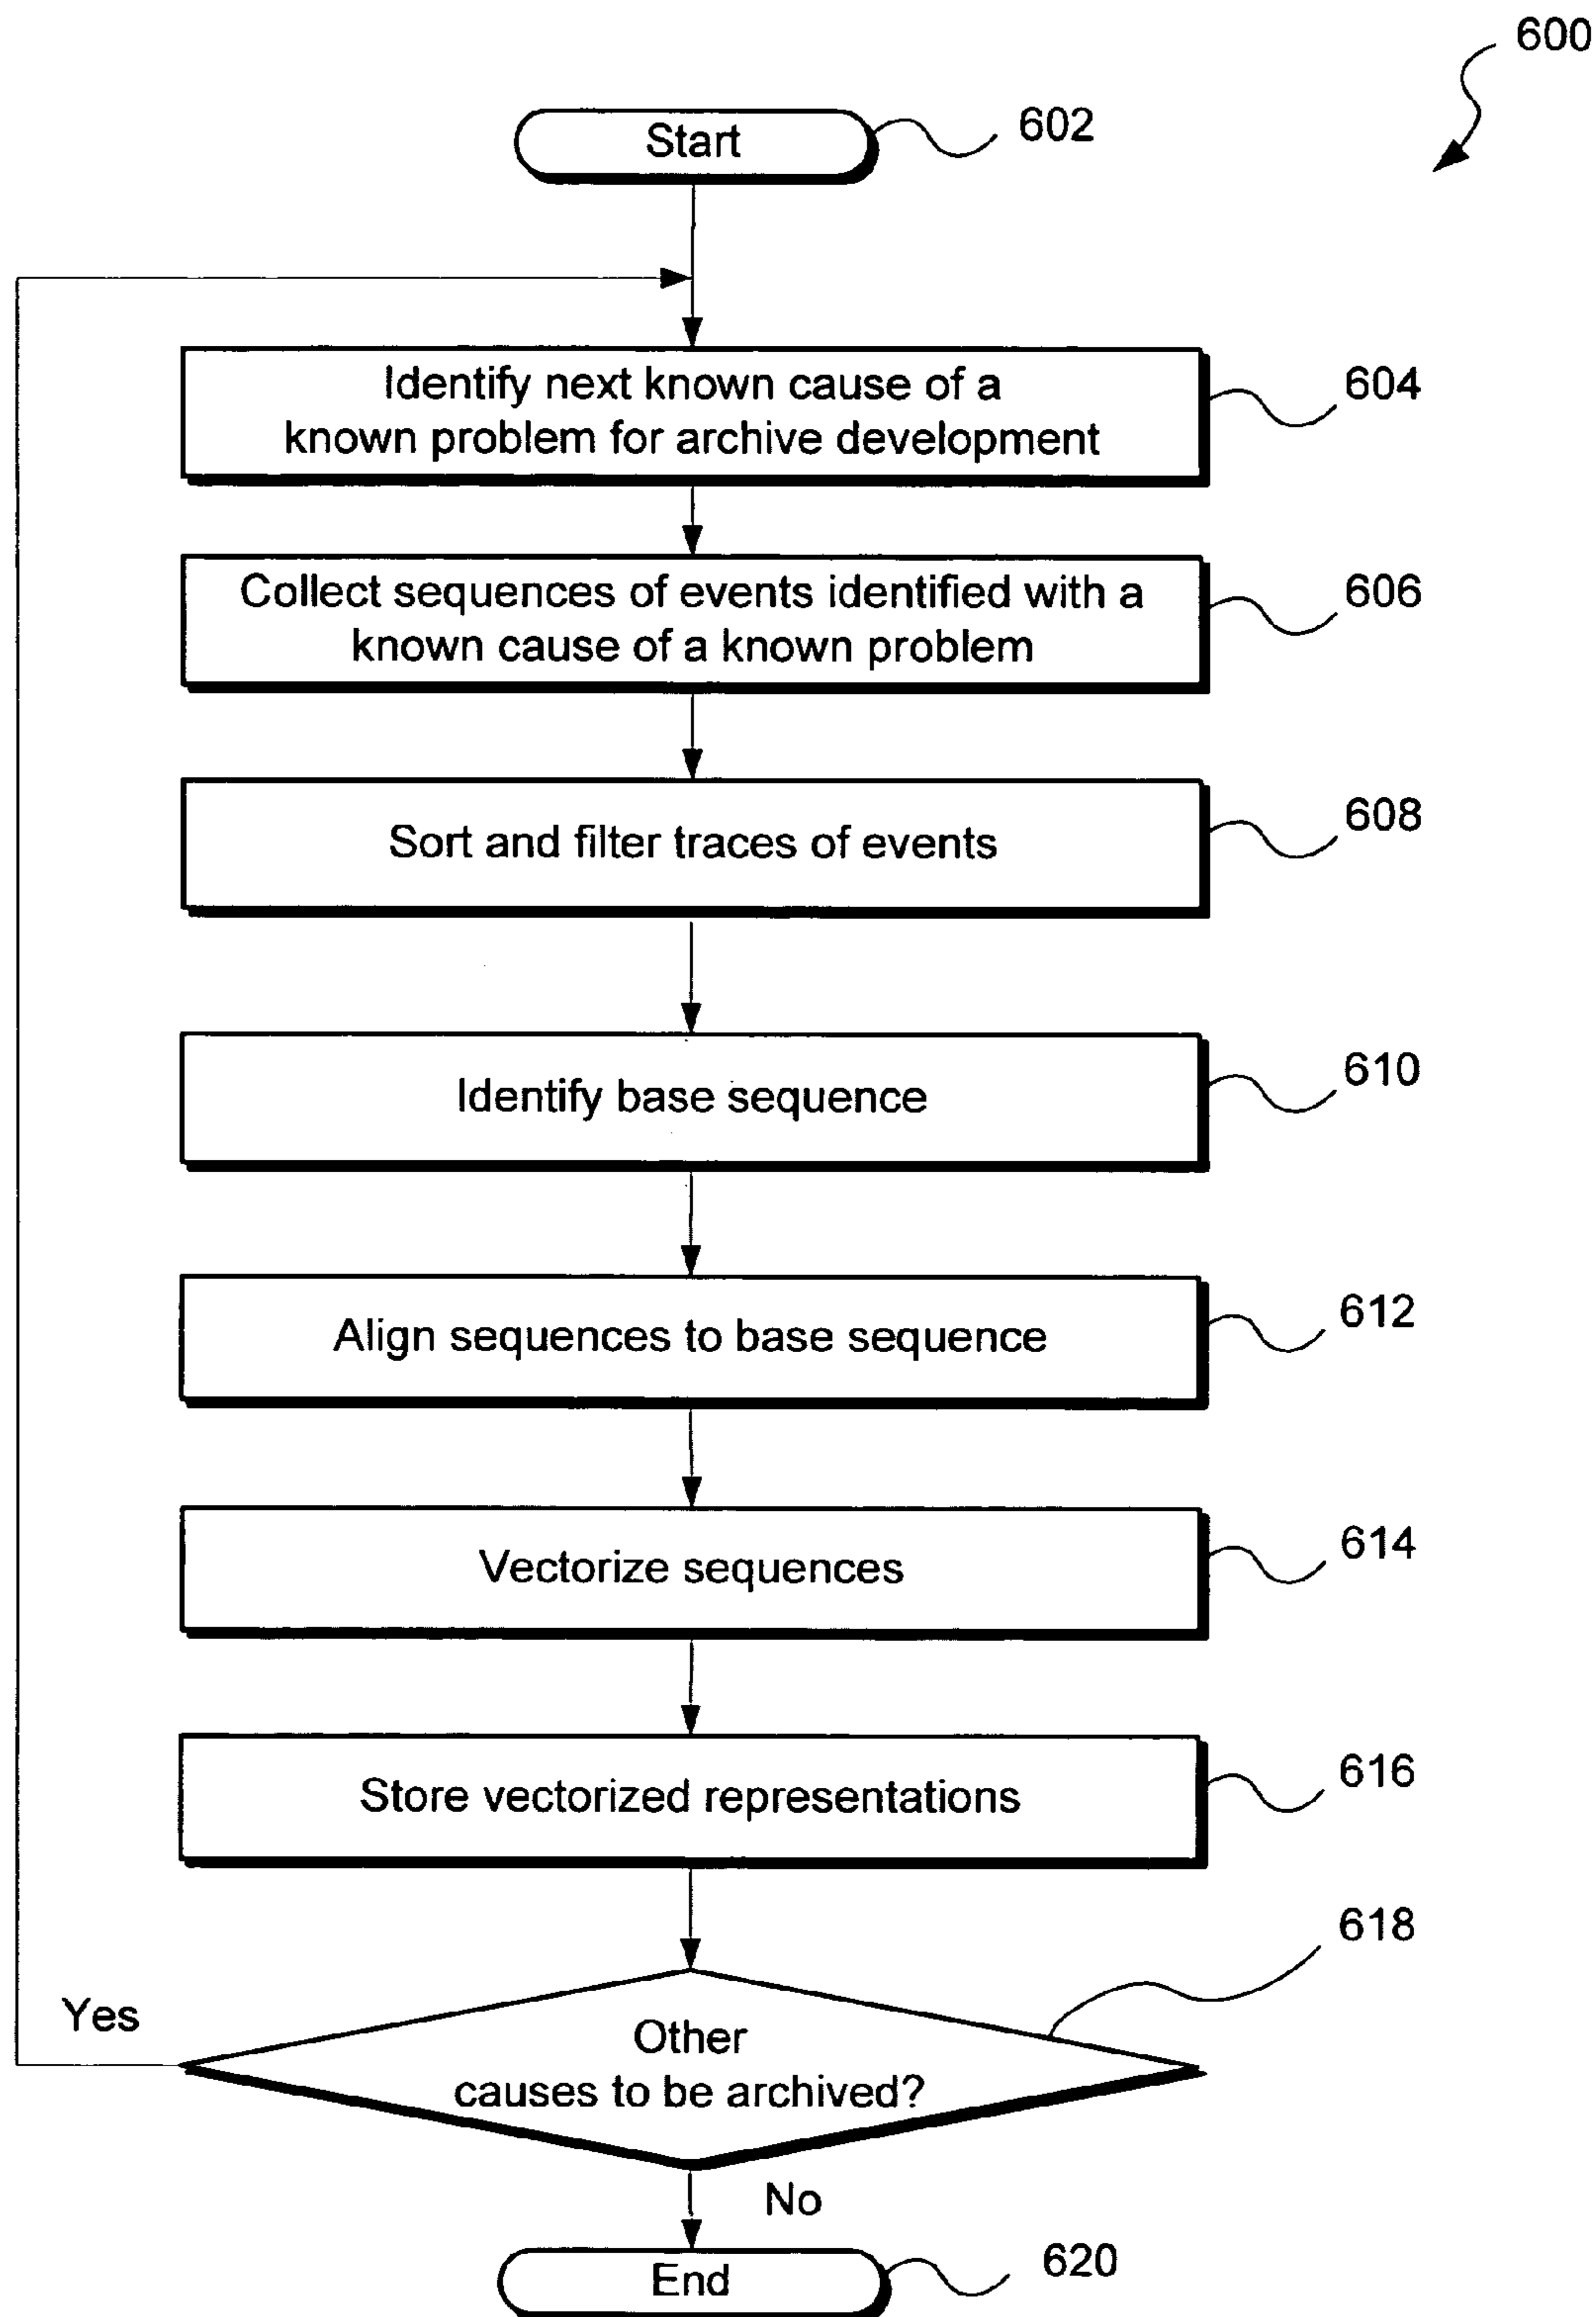 600
Start
602
Identify next known cause of a
known problem for archive development
604
Collect sequences of events identified with a
known cause of a known problem
606
Sort and filter traces of events
608
Identify base sequence
610
Align sequences to base sequence
612
Vectorize sequences
614
Store vectorized representations
616
618
Yes
Other
causes to be archived?
No
End
620